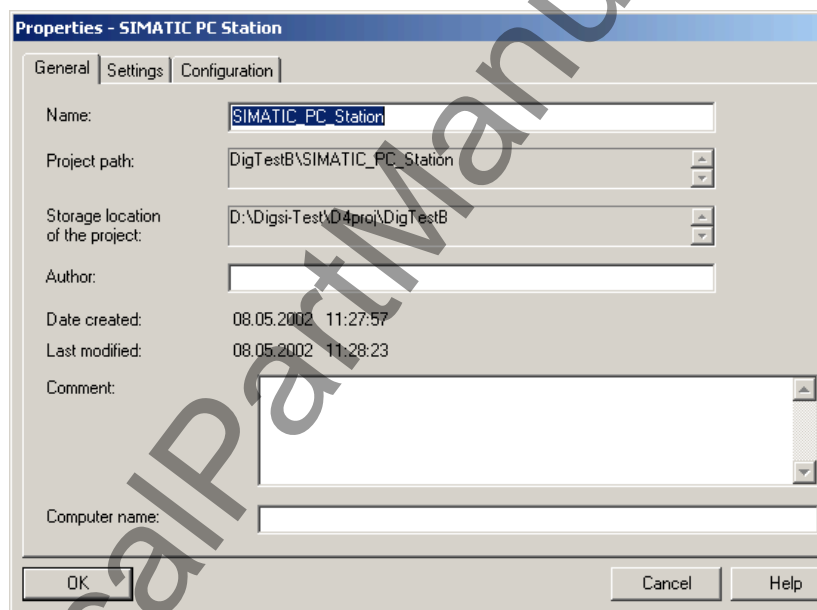 Properties - SIMATIC PC Station
General Settings Configuration
Name: SIMATIC_PC_Station
Project path: DigTestB\SIMATIC_PC_Station
Storage location of the project: D:\Digsi-Test\D4proj\DigTestB
Author:
Date created: 08.05.2002 11:27:57
Last modified: 08.05.2002 11:28:23
Comment:
Computer name:
OK Cancel Help